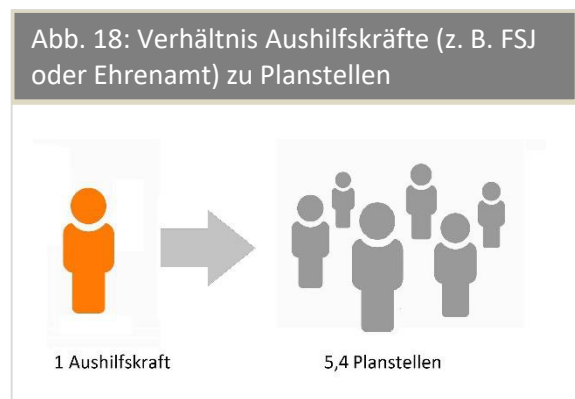 Abb. 18: Verhältnis Aushilfskräfte (z. B. FSJ
oder Ehrenamt) zu Planstellen
1 Aushilfskraft
5,4 Planstellen